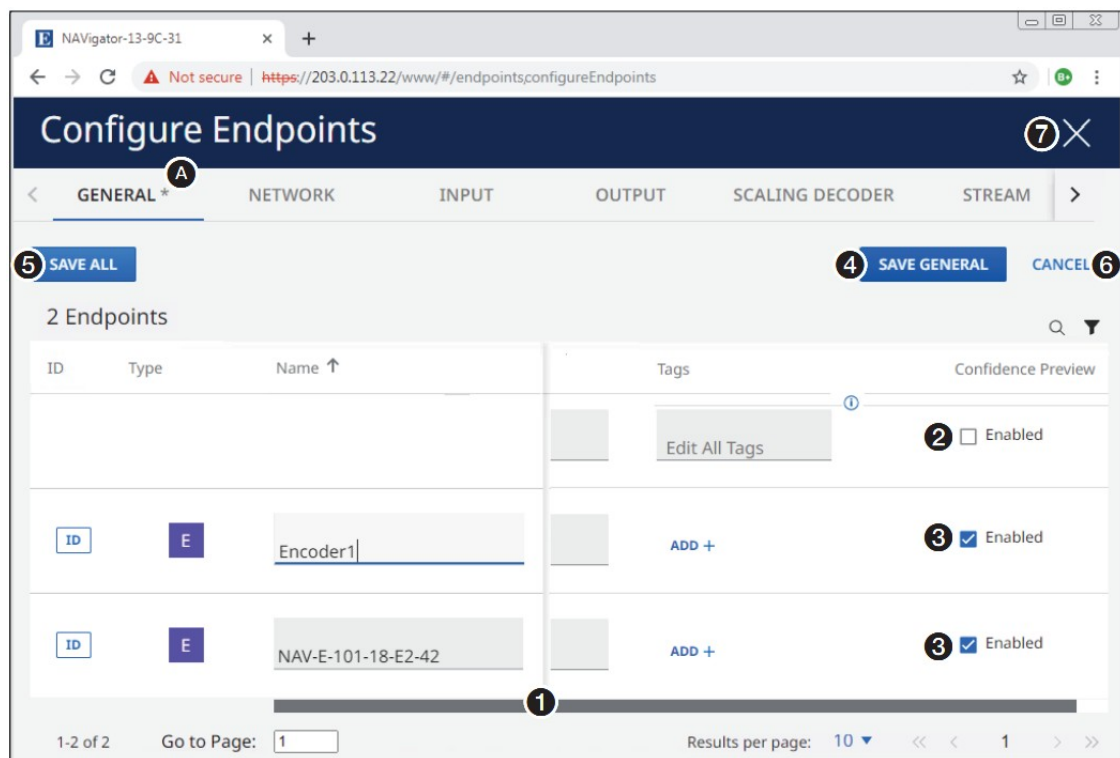 NAVigator-13-9C-31
Not secure https://203.0.113.22/www/#/endpoints;configureEndpoints B+
Configure Endpoints 7
A
GENERAL * NETWORK INPUT OUTPUT SCALING DECODER STREAM
5 SAVE ALL 4 SAVE GENERAL CANCEL 6
2 Endpoints
ID Type Name ↑ Tags Confidence Preview
Edit All Tags 2 Enabled
ID E Encoder1 ADD + 3 Enabled
ID E NAV-E-101-18-E2-42 ADD + 3 Enabled
1
1-2 of 2 Go to Page: 1 Results per page: 10 1